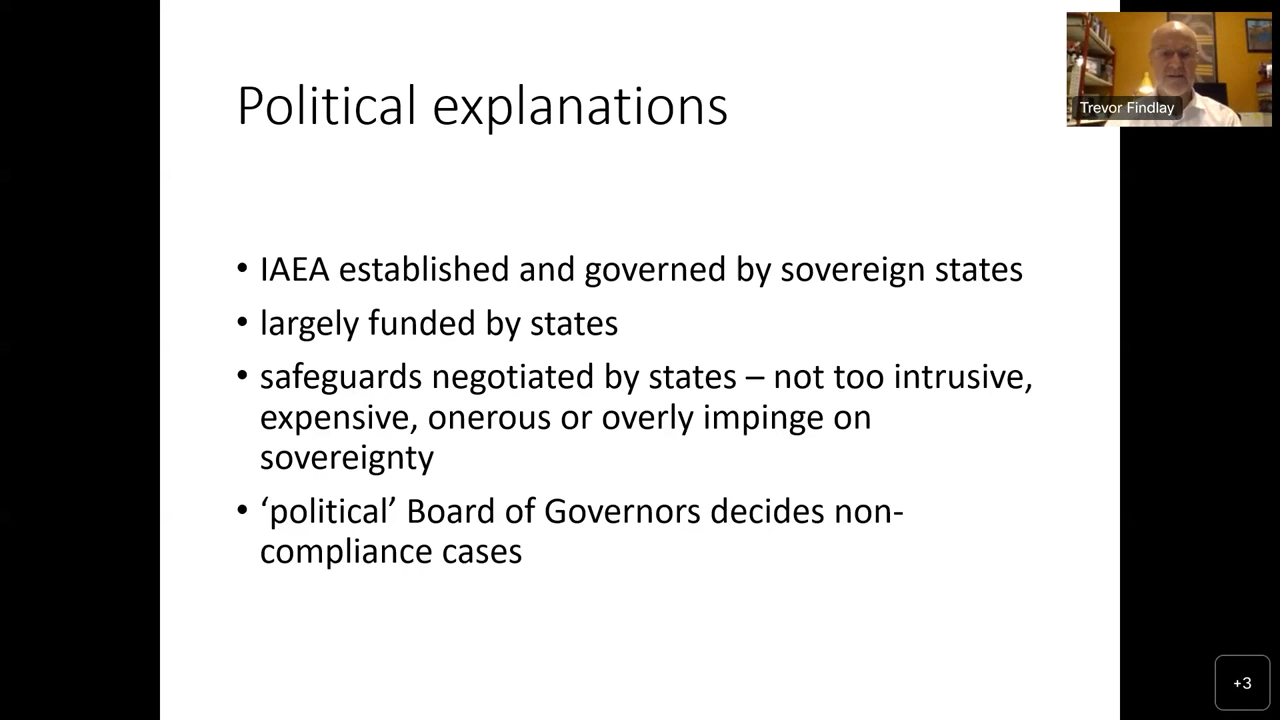 Political explanations
Trevor Findlay
• IAEA established and governed by sovereign states
• largely funded by states
• safeguards negotiated by states – not too intrusive,
expensive, onerous or overly impinge on
sovereignty
• ‘political’ Board of Governors decides non-
compliance cases
+3